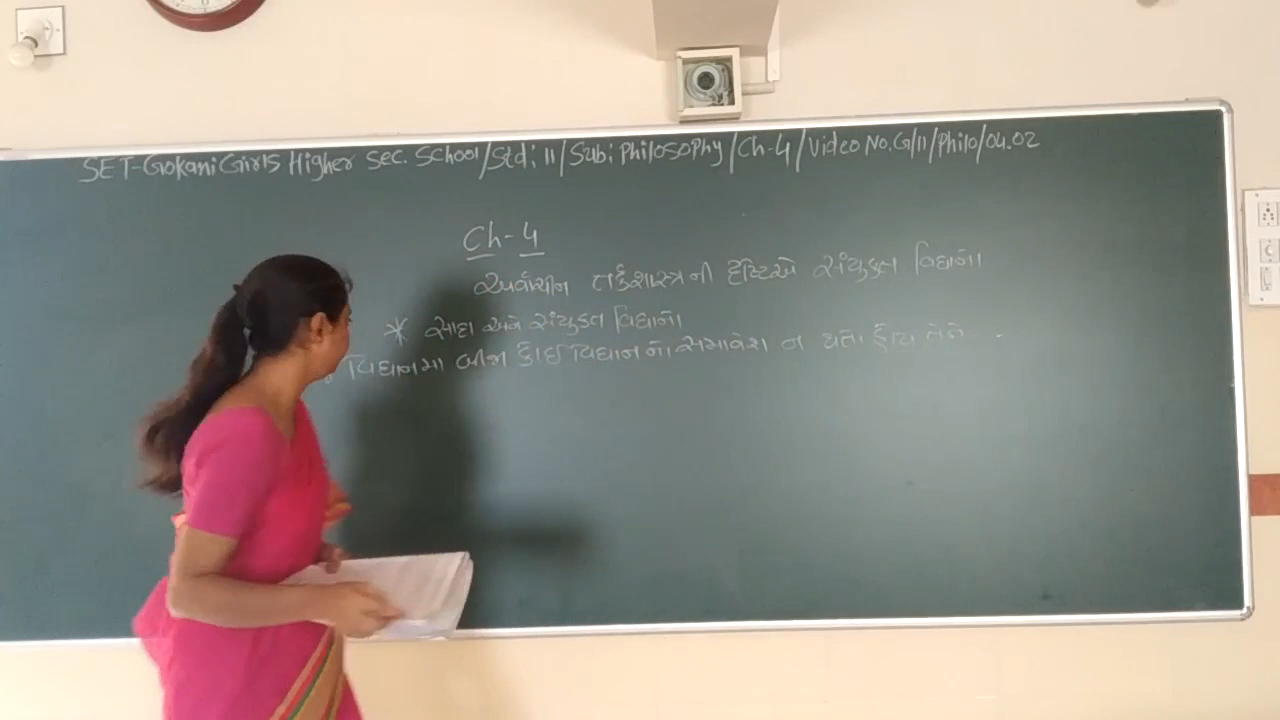 SET-Gokani Girls Higher Sec. School/Std: 11/Sub: Philosophy/Ch-4/Video No.G/11/Philo/04.02
Ch-4
અર્વાચીન તર્કશાસ્ત્રની દૃષ્ટિએ સંયુક્ત વિધાનો
* સાદા અને સંયુક્ત વિધાનો
વિધાનમાં બીજા કોઈ વિધાનનો સમાવેશ ન થતો હોય તેને